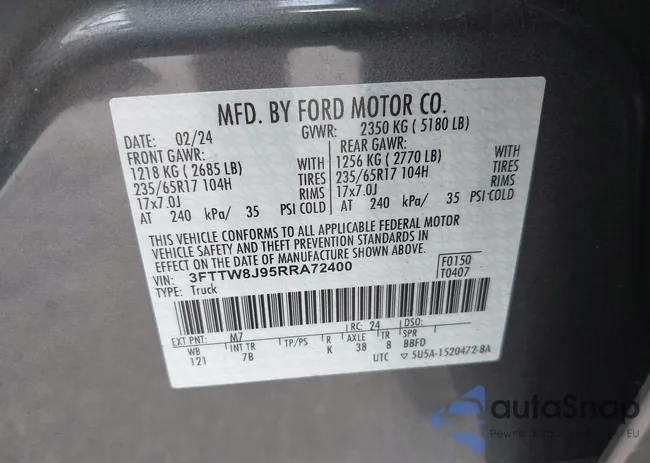 MFD. BY FORD MOTOR CO.
DATE: 02/24 GVWR: 2350 KG ( 5180 LB)
FRONT GAWR: REAR GAWR:
1218 KG ( 2685 LB) WITH 1256 KG ( 2770 LB) WITH
235/65R17 104H TIRES 235/65R17 104H TIRES
17x7.0J RIMS 17x7.0J RIMS
AT 240 kPa/ 35 PSI COLD AT 240 kPa/ 35 PSI COLD
THIS VEHICLE CONFORMS TO ALL APPLICABLE FEDERAL MOTOR
VEHICLE SAFETY AND THEFT PREVENTION STANDARDS IN
EFFECT ON THE DATE OF MANUFACTURE SHOWN ABOVE.
VIN: 3FTTW8J95RRA72400 F0150
TYPE: Truck T0407
RC: 24 DSO:
EXT PNT: M7
WB INT TR TP/PS R AXLE TR SPR
121 7B K 38 8 BBFD
UTC 5U5A-1520472-BA
autoSnap